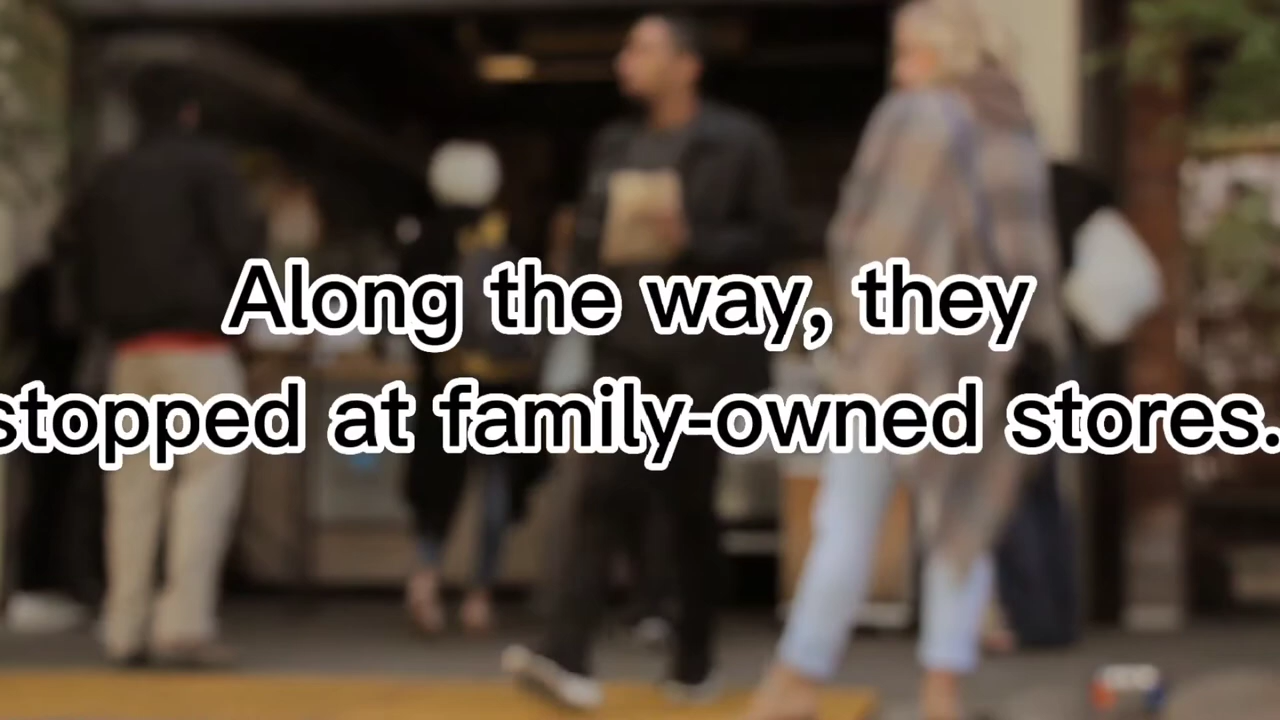 Along the way, they
stopped at family-owned stores.